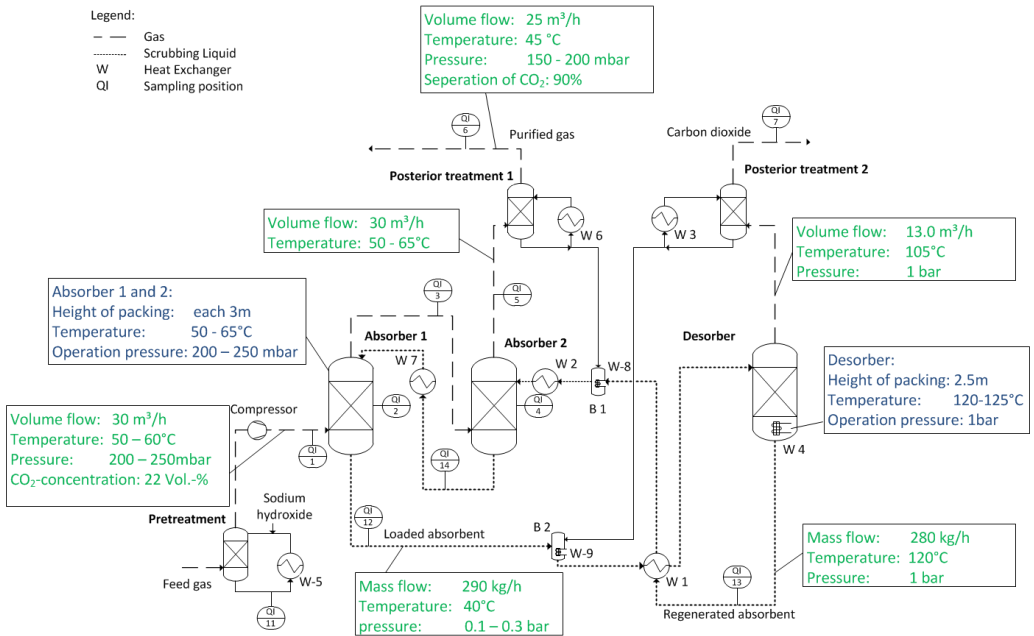 Legend:
Gas
Scrubbing Liquid
W Heat Exchanger
QI Sampling position
Volume flow: 25 m³/h
Temperature: 45 °C
Pressure: 150 - 200 mbar
Seperation of CO₂: 90%
QI
6
Purified gas
Carbon dioxide
QI
7
Posterior treatment 1
Posterior treatment 2
Volume flow: 30 m³/h
Temperature: 50 - 65°C
W 6
W 3
Volume flow: 13.0 m³/h
Temperature: 105°C
Pressure: 1 bar
Absorber 1 and 2:
Height of packing: each 3m
Temperature: 50 - 65°C
Operation pressure: 200 – 250 mbar
QI
3
QI
5
Absorber 1
Absorber 2
Desorber
W 7
W 2
W-8
B 1
QI
2
QI
4
Desorber:
Height of packing: 2.5m
Temperature: 120-125°C
Operation pressure: 1bar
W 4
Volume flow: 30 m³/h
Temperature: 50 – 60°C
Pressure: 200 – 250mbar
CO₂-concentration: 22 Vol.-%
Compressor
QI
1
QI
14
Sodium
hydroxide
Pretreatment
Feed gas
W-5
QI
11
QI
12
Loaded absorbent
B 2
W-9
W 1
QI
13
Regenerated absorbent
Mass flow: 290 kg/h
Temperature: 40°C
pressure: 0.1 – 0.3 bar
Mass flow: 280 kg/h
Temperature: 120°C
Pressure: 1 bar